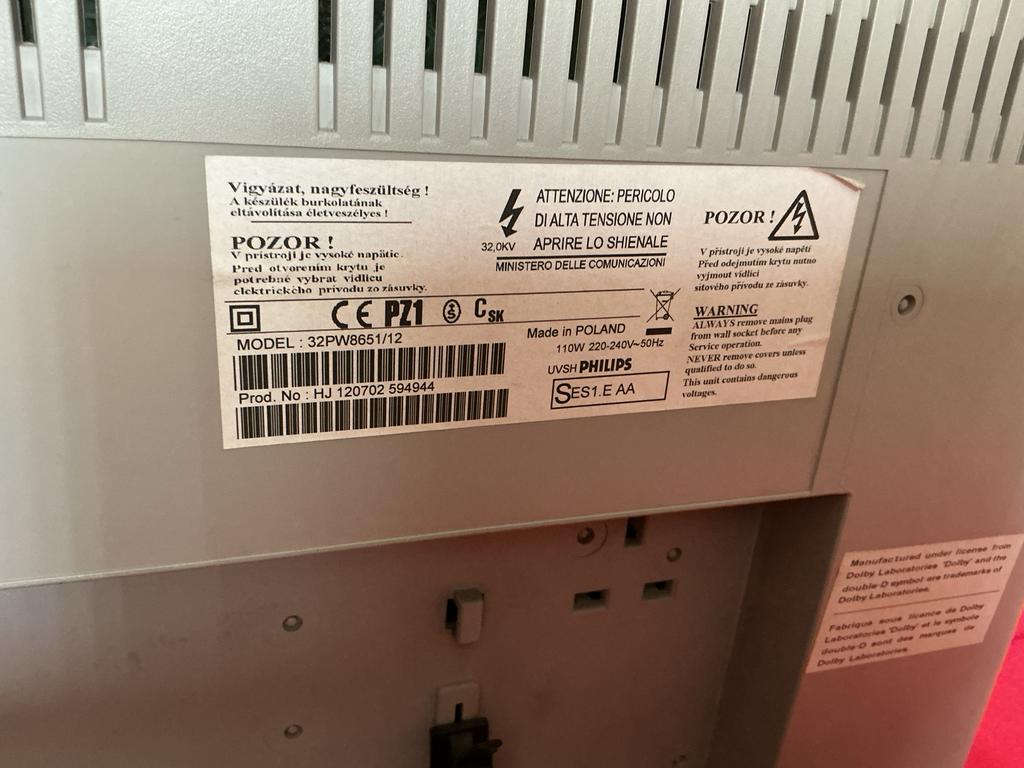 Vigyázat, nagyfeszültség !
A készülék burkolatának
eltávolitása életveszélyes !
POZOR !
V prístroji je vysoké napätie.
Pred otvorením krytu je
potrebné vybrat vidlicu
elektrického prívodu zo zásuvky.
32,0KV
ATTENZIONE: PERICOLO
DI ALTA TENSIONE NON
APRIRE LO SHIENALE
MINISTERO DELLE COMUNICAZIONI
POZOR !
V přístroji je vysoké napětí
Před odejmutím krytu nutno
vyjmout vidlici
síťového přívodu ze zásuvky.
CE PZ1 S CSK
MODEL : 32PW8651/12
Prod. No : HJ 120702 594944
Made in POLAND
110W 220-240V~50Hz
UVSH PHILIPS
SES1.E AA
WARNING
ALWAYS remove mains plug
from wall socket before any
Service operation.
NEVER remove covers unless
qualified to do so.
This unit contains dangerous
voltages.
Manufactured under license from
Dolby Laboratories 'Dolby' and the
double-D symbol are trademarks of
Dolby Laboratories.
Fabriqué sous licence de Dolby
Laboratories 'Dolby' et le symbole
double-D sont des marques de
Dolby Laboratories.